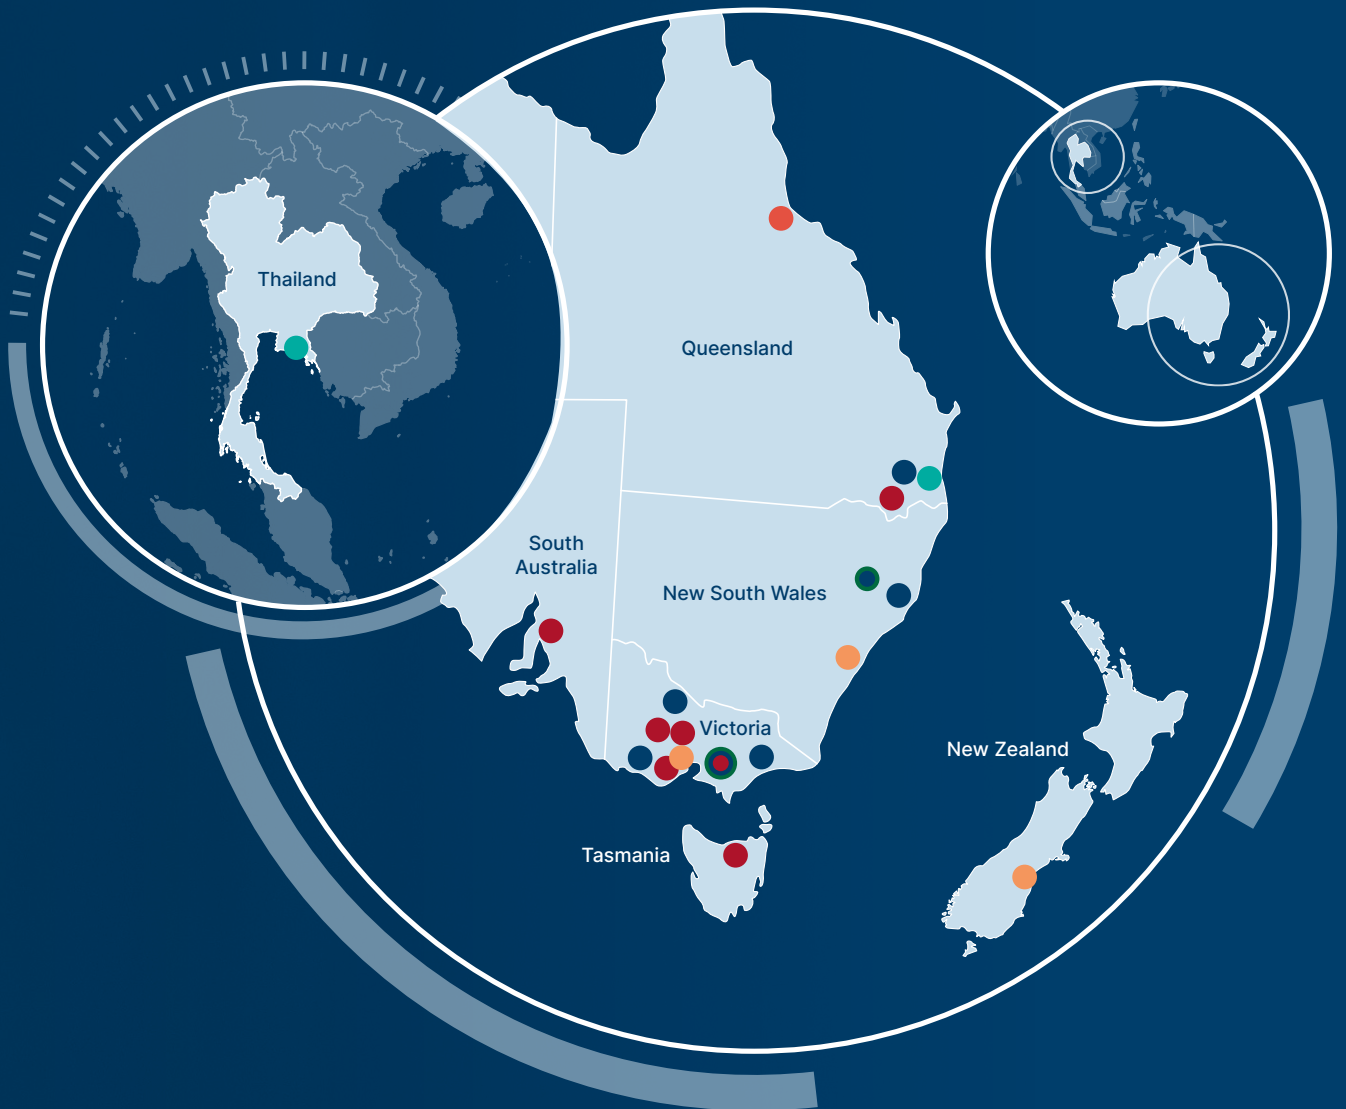 Thailand
Queensland
South
Australia
New South Wales
Victoria
New Zealand
Tasmania